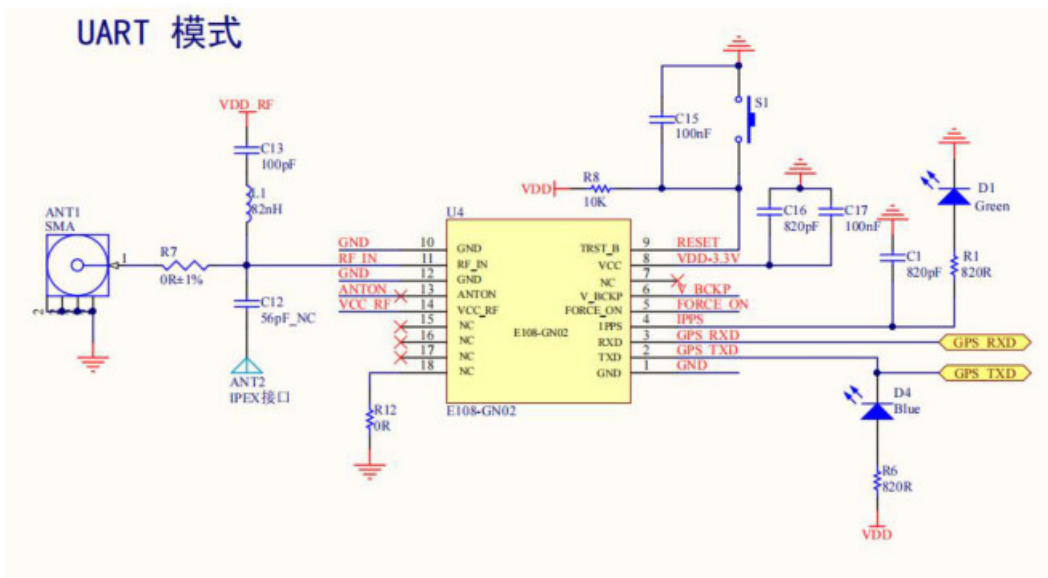 UART 模式
VDD_RF
C13
100pF
L1
82nH
ANT1
SMA
1
2
R7
0R±1%
C12
56pF_NC
ANT2
IPEX接口
GND
RF_IN
GND
ANTON
VCC_RF
10
11
12
13
14
15
16
17
18
R12
0R
U4
GND
RF_IN
GND
ANTON
VCC_RF
NC
NC
NC
NC
E108-GN02
TRST_B
VCC
NC
V_BCKP
FORCE_ON
1PPS
RXD
TXD
GND
E108-GN02
9
8
7
6
5
4
3
2
1
RESET
VDD-3.3V
V_BCKP
FORCE_ON
IPPS
GPS_RXD
GPS_TXD
GND
VDD
R8
10K
C15
100nF
S1
C16
820pF
C17
100nF
C1
820pF
D1
Green
R1
820R
GPS_RXD
GPS_TXD
D4
Blue
R6
820R
VDD